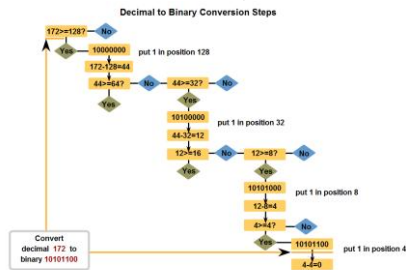 Decimal to Binary Conversion Steps
172>=128?
No
Yes
10000000
put 1 in position 128
172-128=44
44>=64?
No
44>=32?
No
Yes
Yes
10100000
put 1 in position 32
44-32=12
12>=16
No
12>=8?
No
Yes
Yes
10101000
put 1 in position 8
12-8=4
4>=4?
No
Yes
10101100
put 1 in position 4
4-4=0
Convert
decimal 172 to
binary 10101100